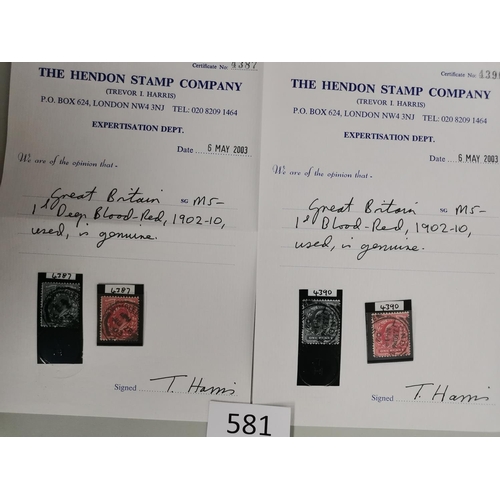 Certificate No. 4387
THE HENDON STAMP COMPANY
(TREVOR I. HARRIS)
P.O. BOX 624, LONDON NW4 3NJ TEL: 020 8209 1464
EXPERTISATION DEPT.
Date 6 MAY 2003
We are of the opinion that -
Great Britain SG M5-
1d Deep Blood-Red, 1902-10,
used, is genuine.
4387 4387
Signed T. Harris
Certificate No. 4390
THE HENDON STAMP COMPANY
(TREVOR I. HARRIS)
P.O. BOX 624, LONDON NW4 3NJ TEL: 020 8209 1464
EXPERTISATION DEPT.
Date 6 MAY 2003
We are of the opinion that -
Great Britain SG M5-
1d Blood-Red, 1902-10,
used, is genuine.
4390 4390
Signed T. Harris
581